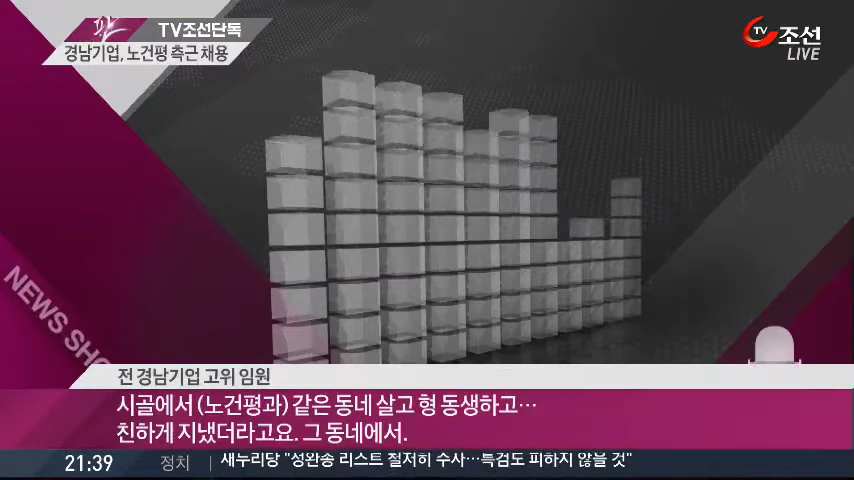 판
TV조선단독
경남기업, 노건평 측근 채용
TV조선
LIVE
NEWS SHO
전 경남기업 고위 임원
시골에서 (노건평과) 같은 동네 살고 형 동생하고…
친하게 지냈더라고요. 그 동네에서.
21:39 정치 새누리당 "성완종 리스트 철저히 수사…특검도 피하지 않을 것"